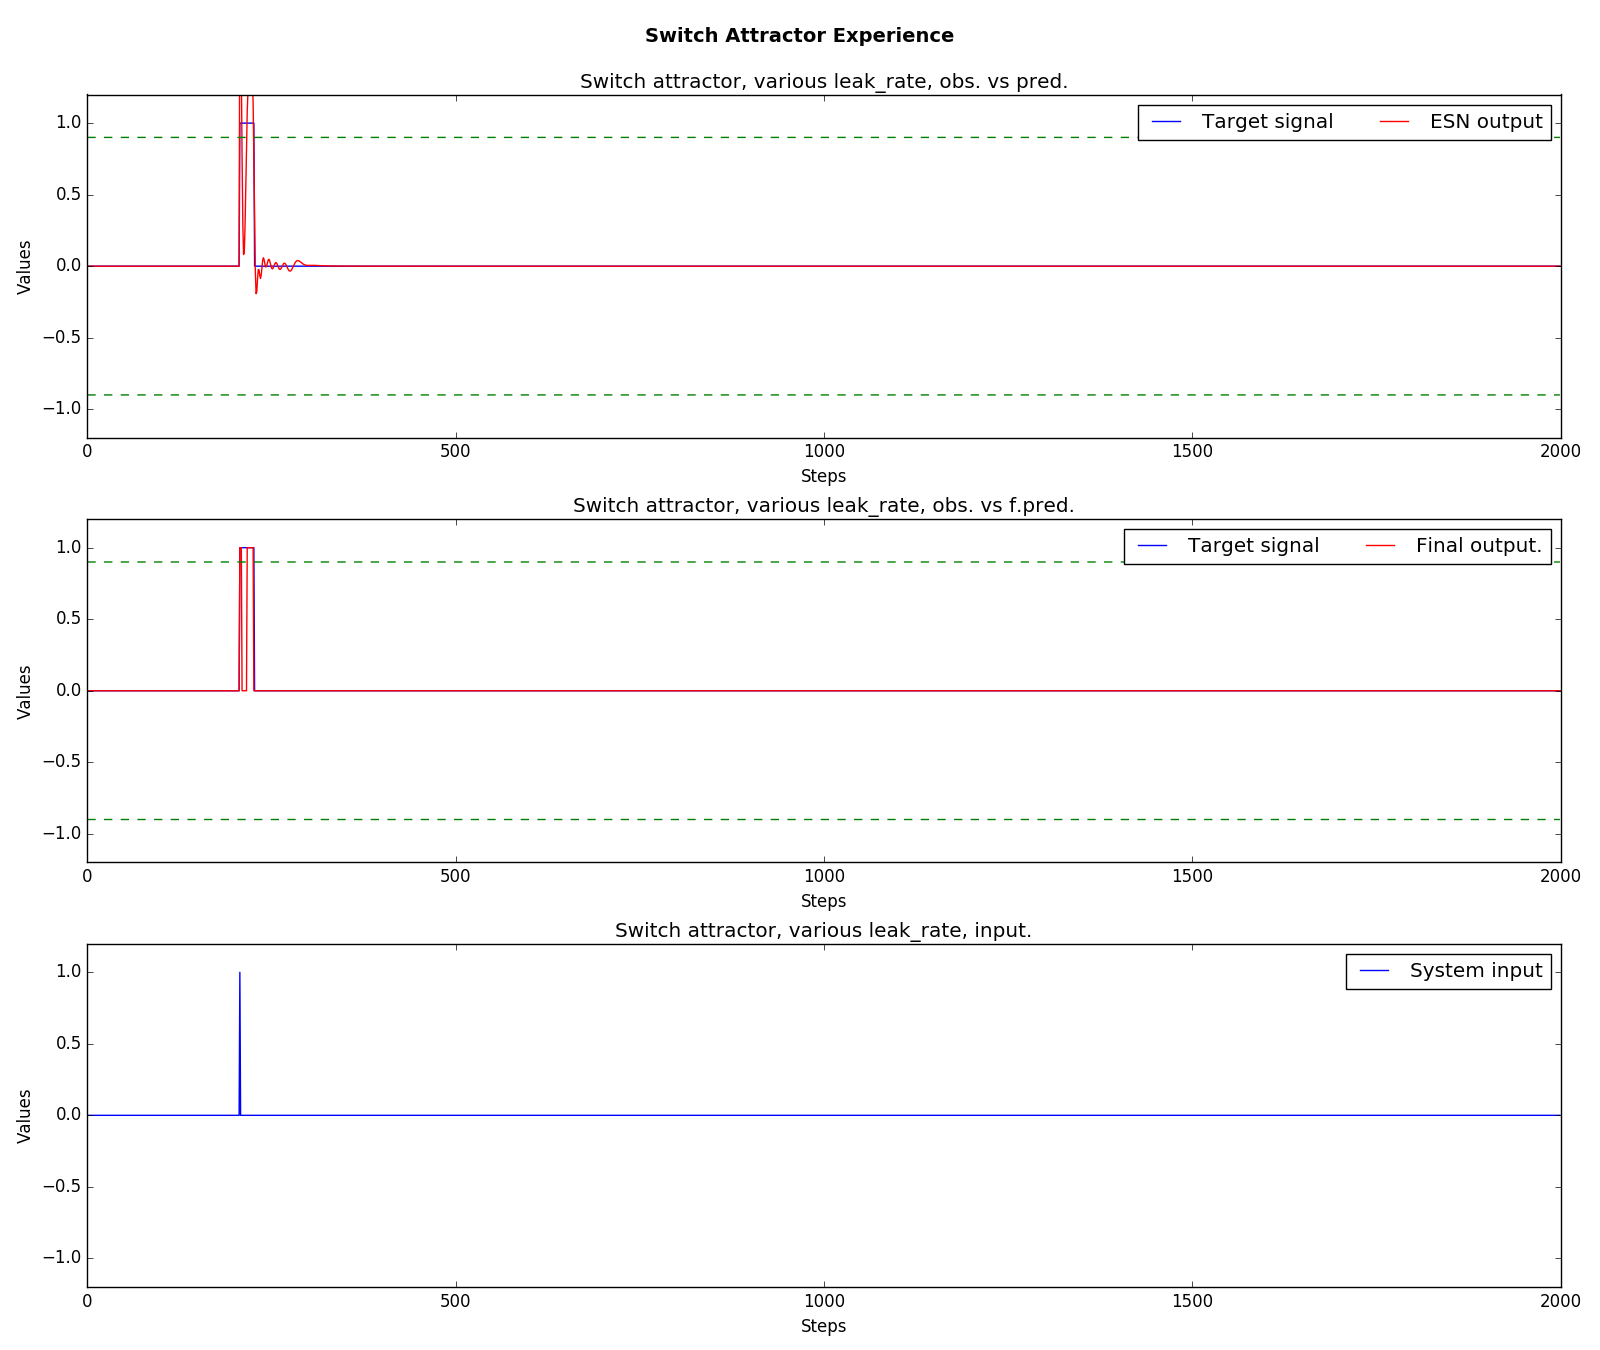 Switch Attractor Experience
Switch attractor, various leak_rate, obs. vs pred.
Target signal ESN output
1.0
0.5
0.0
−0.5
−1.0
Values
0 500 1000 1500 2000
Steps
Switch attractor, various leak_rate, obs. vs f.pred.
Target signal Final output.
1.0
0.5
0.0
−0.5
−1.0
Values
0 500 1000 1500 2000
Steps
Switch attractor, various leak_rate, input.
System input
1.0
0.5
0.0
−0.5
−1.0
Values
0 500 1000 1500 2000
Steps